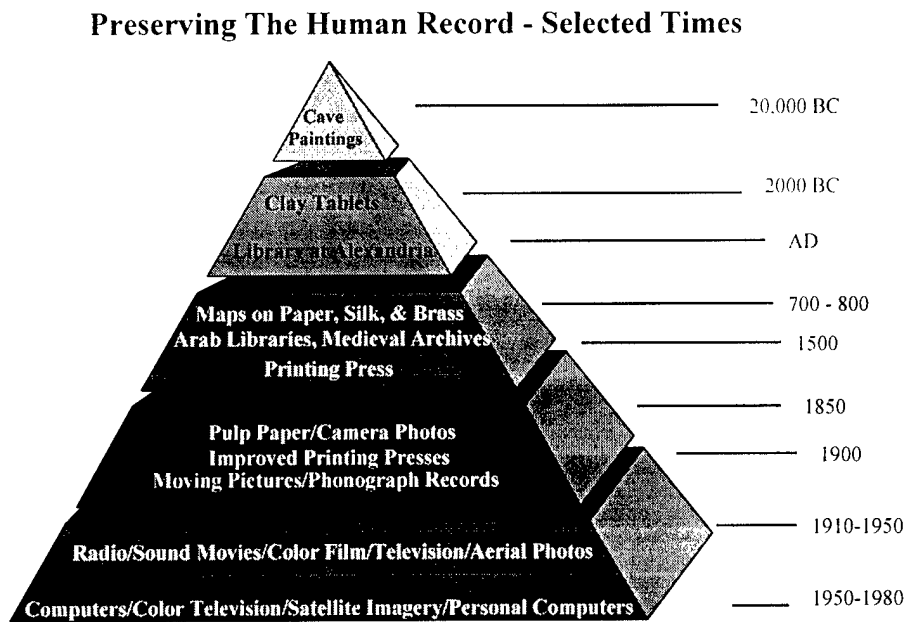 Preserving The Human Record - Selected Times
Cave
Paintings
20,000 BC
Clay Tablets
2000 BC
Library at Alexandria
AD
Maps on Paper, Silk, & Brass
700 - 800
Arab Libraries, Medieval Archives
1500
Printing Press
Pulp Paper/Camera Photos
1850
Improved Printing Presses
1900
Moving Pictures/Phonograph Records
Radio/Sound Movies/Color Film/Television/Aerial Photos
1910-1950
Computers/Color Television/Satellite Imagery/Personal Computers
1950-1980